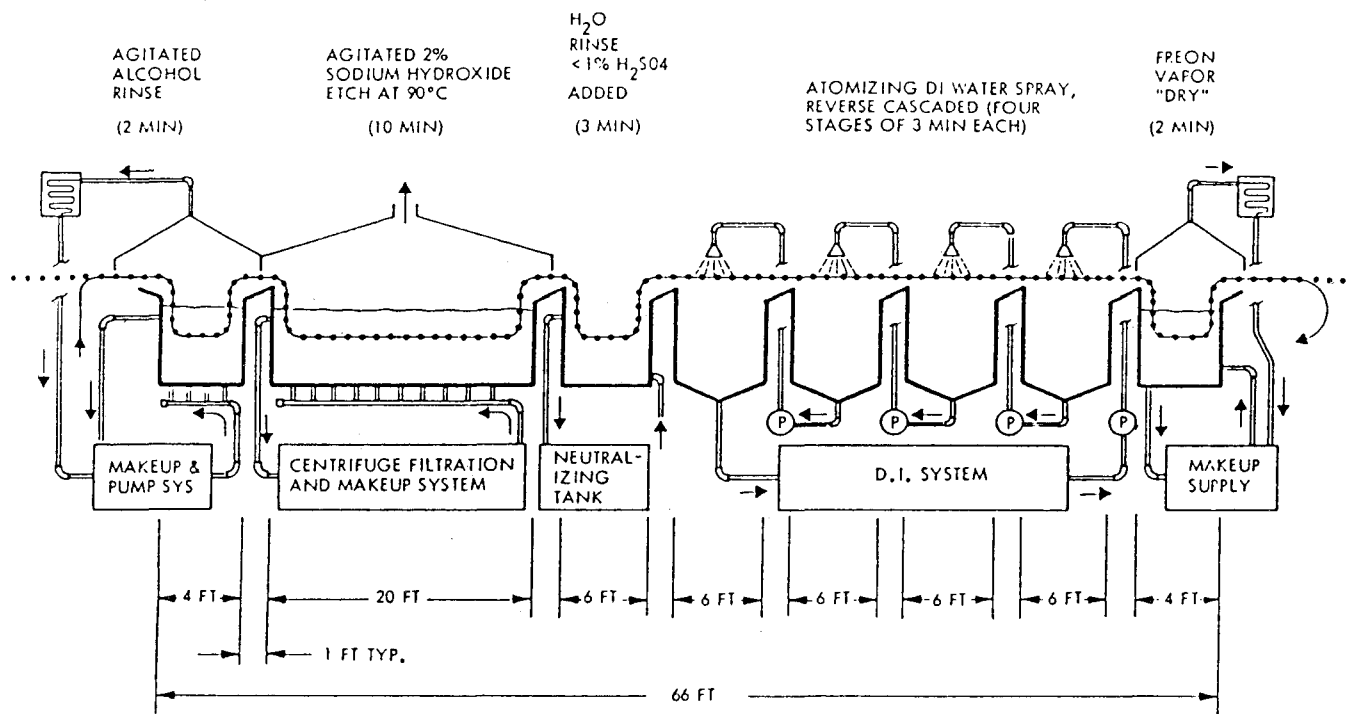 AGITATED
ALCOHOL
RINSE
(2 MIN)
AGITATED 2%
SODIUM HYDROXIDE
ETCH AT 90°C
(10 MIN)
H2O
RINSE
<1% H2SO4
ADDED
(3 MIN)
ATOMIZING DI WATER SPRAY,
REVERSE CASCADED (FOUR
STAGES OF 3 MIN EACH)
FREON
VAPOR
"DRY"
(2 MIN)
P
P
P
P
MAKEUP &
PUMP SYS
CENTRIFUGE FILTRATION
AND MAKEUP SYSTEM
NEUTRAL-
IZING
TANK
D.I. SYSTEM
MAKEUP
SUPPLY
4 FT
20 FT
6 FT
6 FT
6 FT
6 FT
6 FT
4 FT
1 FT TYP.
66 FT